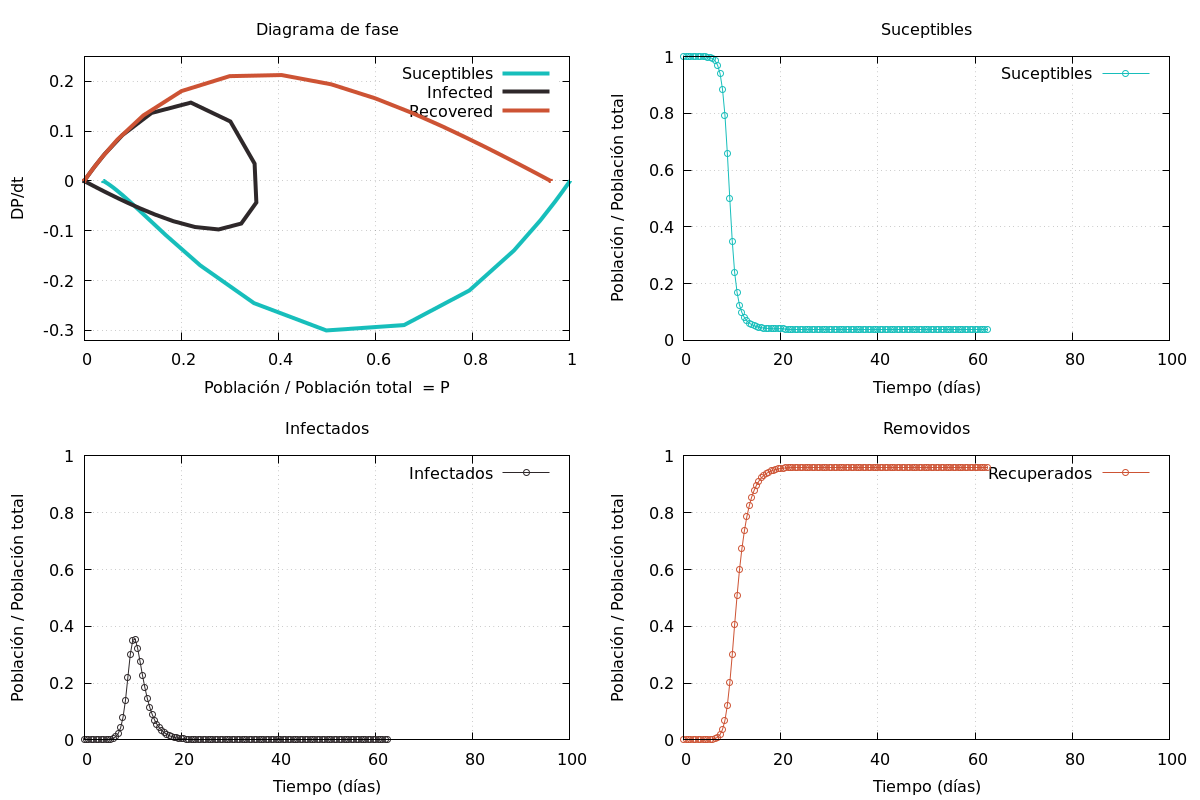 Diagrama de fase
Suceptibles
Infected
Recovered
0.2
0.1
0
-0.1
-0.2
-0.3
DP/dt
0 0.2 0.4 0.6 0.8 1
Población / Población total = P
Suceptibles
Suceptibles
1
0.8
0.6
0.4
0.2
0
Población / Población total
0 20 40 60 80 100
Tiempo (días)
Infectados
Infectados
1
0.8
0.6
0.4
0.2
0
Población / Población total
0 20 40 60 80 100
Tiempo (días)
Removidos
Recuperados
1
0.8
0.6
0.4
0.2
0
Población / Población total
0 20 40 60 80 100
Tiempo (días)